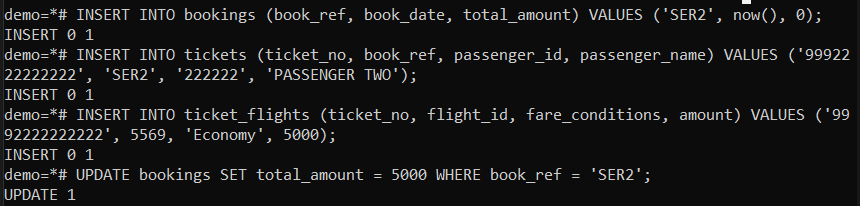 demo=*# INSERT INTO bookings (book_ref, book_date, total_amount) VALUES ('SER2', now(), 0);
INSERT 0 1
demo=*# INSERT INTO tickets (ticket_no, book_ref, passenger_id, passenger_name) VALUES ('99922
22222222', 'SER2', '222222', 'PASSENGER TWO');
INSERT 0 1
demo=*# INSERT INTO ticket_flights (ticket_no, flight_id, fare_conditions, amount) VALUES ('99
92222222222', 5569, 'Economy', 5000);
INSERT 0 1
demo=*# UPDATE bookings SET total_amount = 5000 WHERE book_ref = 'SER2';
UPDATE 1